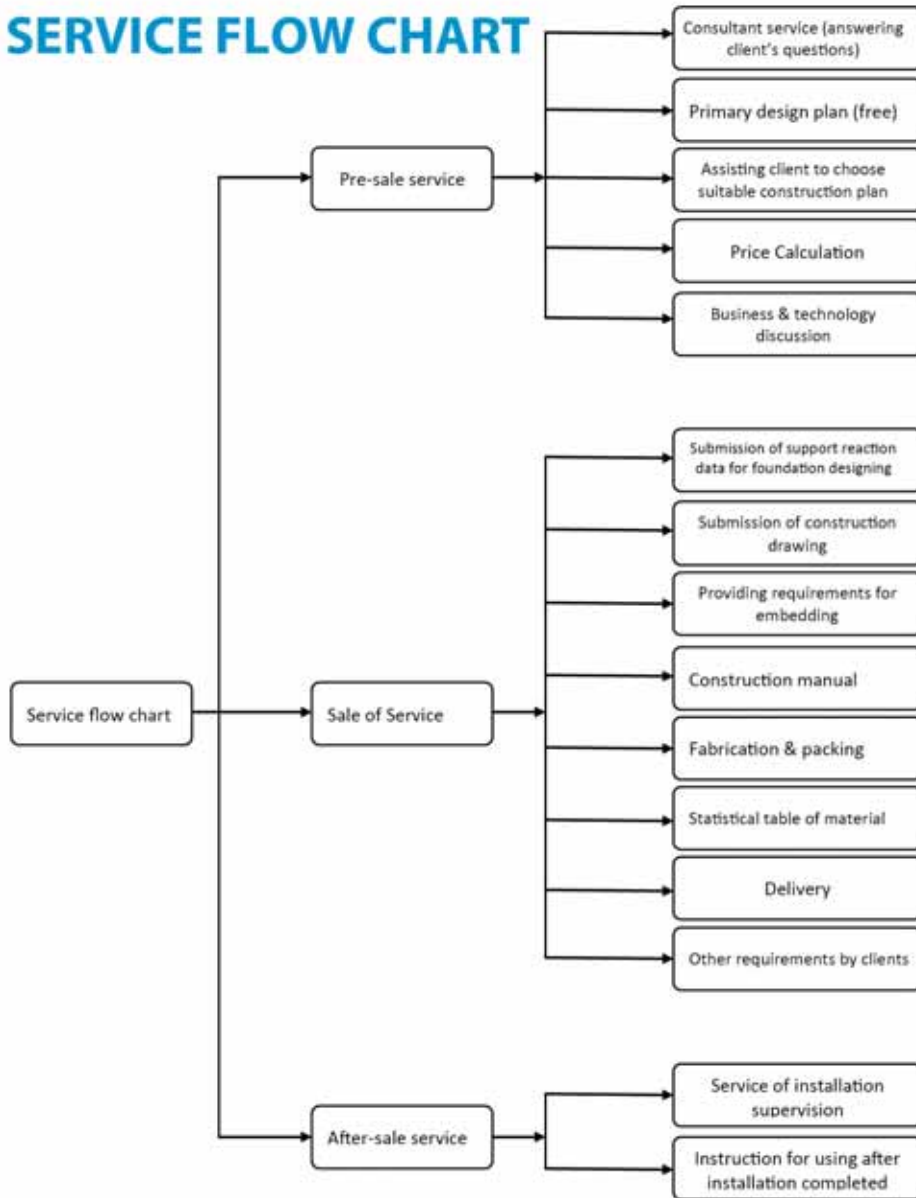 SERVICE FLOW CHART
Consultant service (answering
client's questions)
Primary design plan (free)
Assisting client to choose
suitable construction plan
Price Calculation
Business & technology
discussion
Pre-sale service
Submission of support reaction
data for foundation designing
Submission of construction
drawing
Providing requirements for
embedding
Construction manual
Fabrication & packing
Statistical table of material
Delivery
Other requirements by clients
Service flow chart
Sale of Service
Service of installation
supervision
Instruction for using after
installation completed
After-sale service